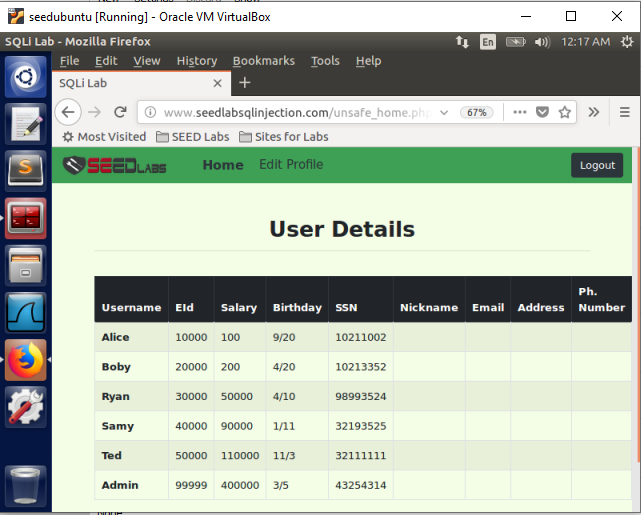 seedubuntu [Running] - Oracle VM VirtualBox
SQLi Lab - Mozilla Firefox En 12:17 AM
File Edit View History Bookmarks Tools Help
SQLi Lab
www.seedlabsqlinjection.com/unsafe_home.php 67%
Most Visited SEED Labs Sites for Labs
SEEDLABS Home Edit Profile Logout
User Details
Username EId Salary Birthday SSN Nickname Email Address Ph. Number
Alice 10000 100 9/20 10211002
Boby 20000 200 4/20 10213352
Ryan 30000 50000 4/10 98993524
Samy 40000 90000 1/11 32193525
Ted 50000 110000 11/3 32111111
Admin 99999 400000 3/5 43254314